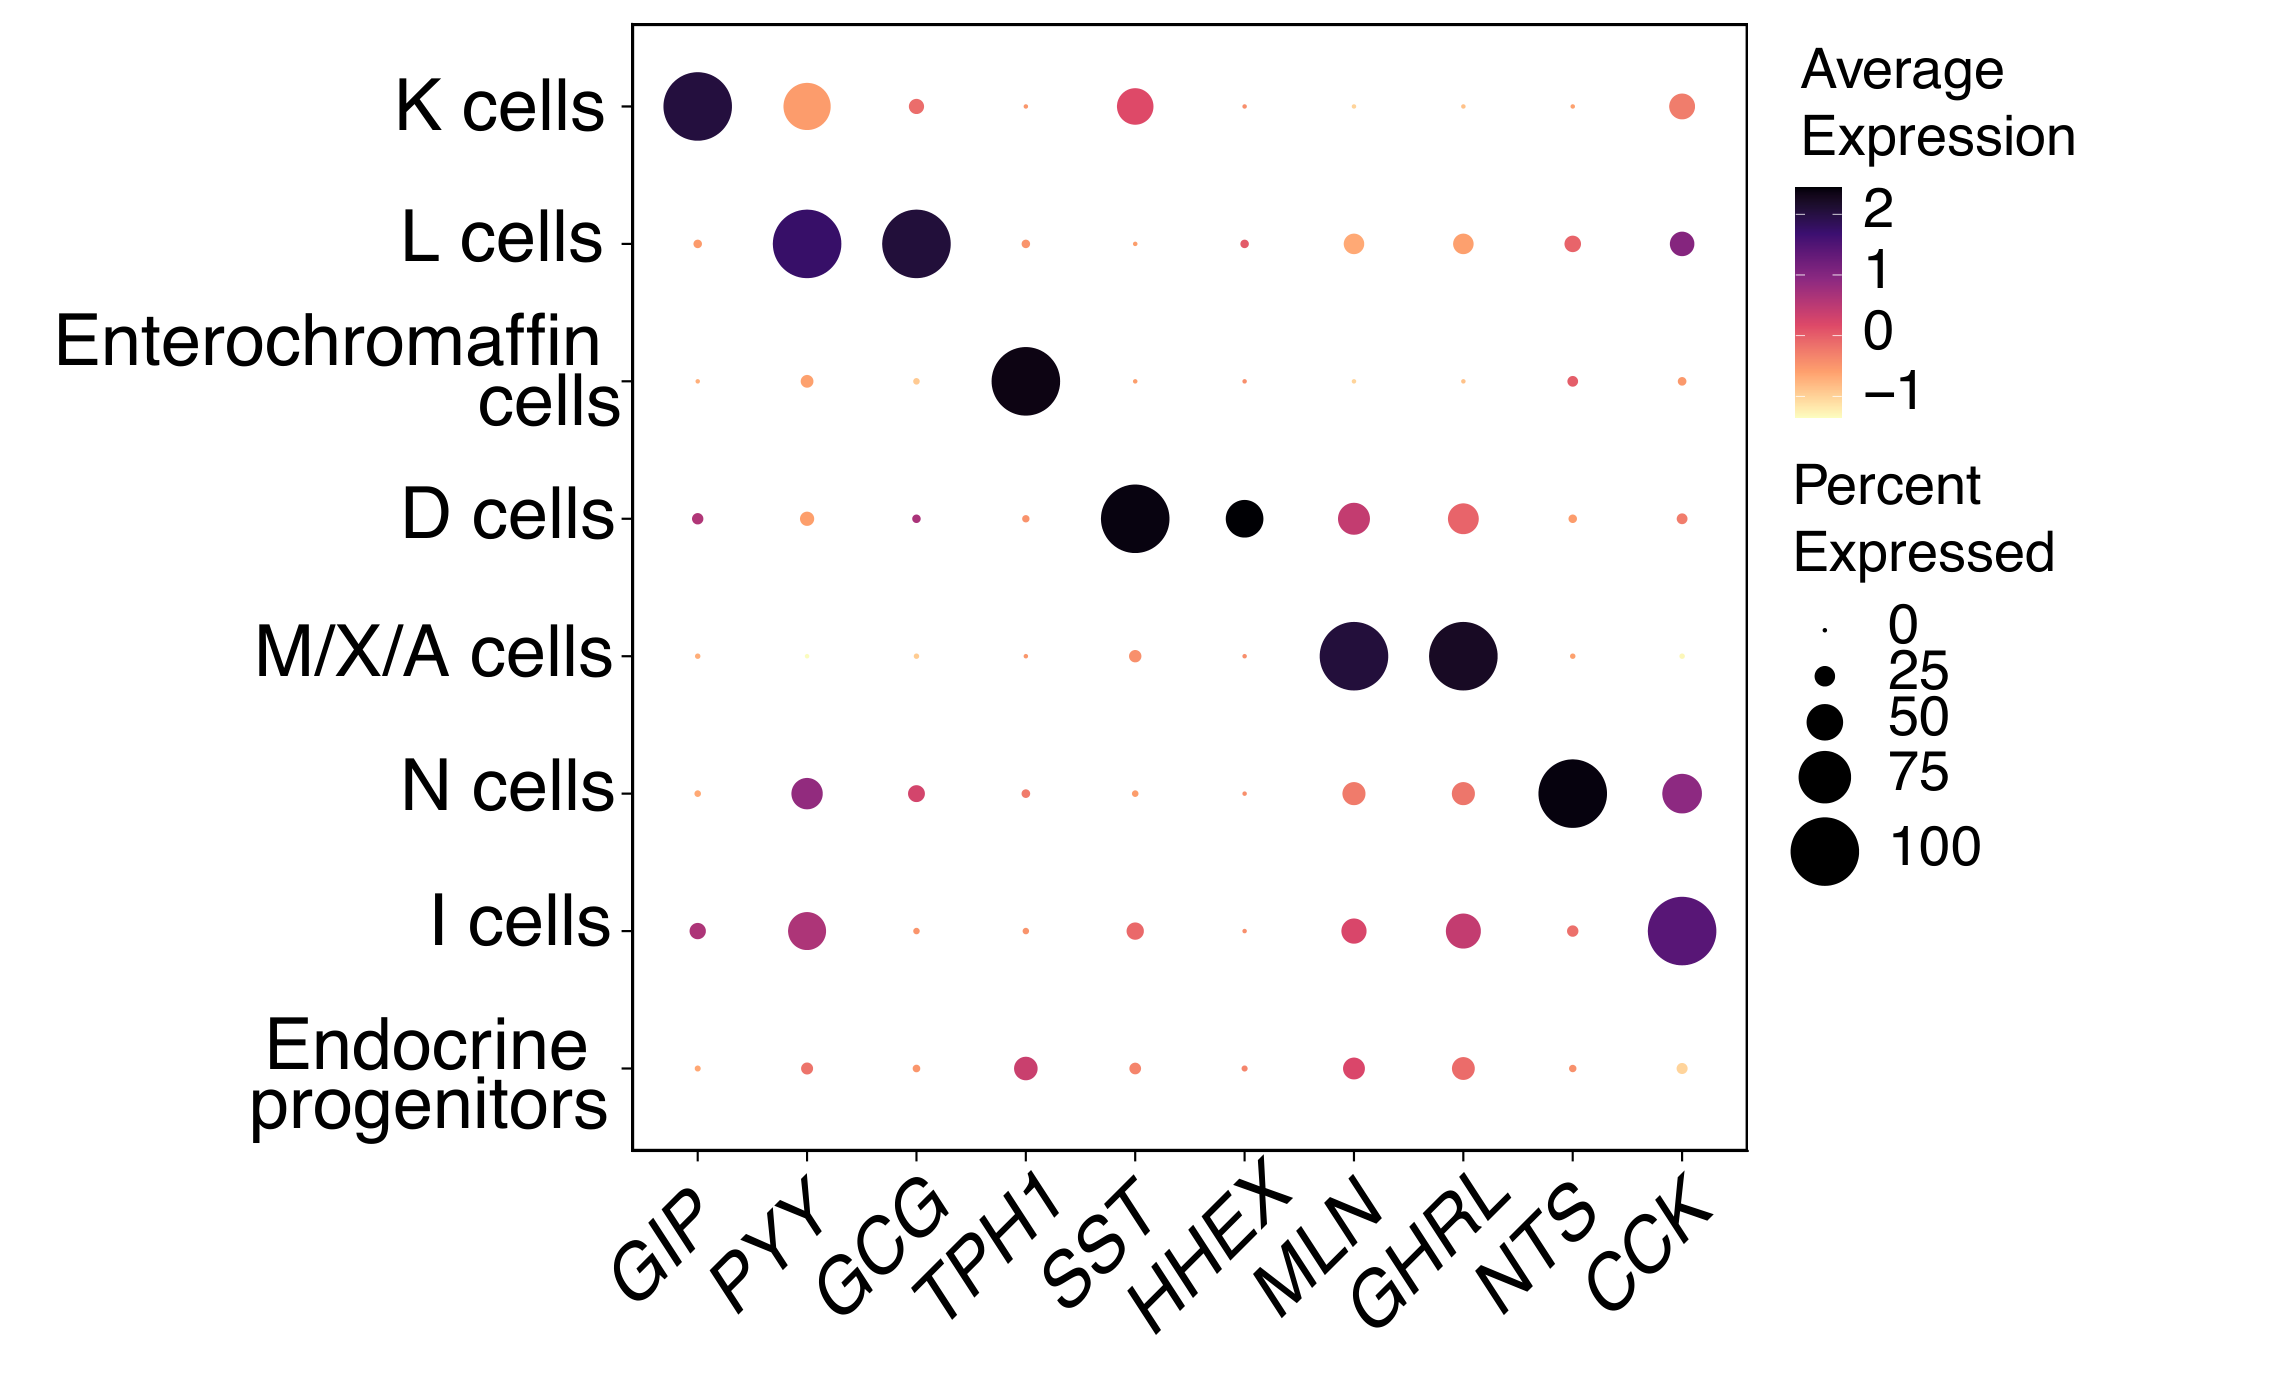 K cells
L cells
Enterochromaffin
cells
D cells
M/X/A cells
N cells
I cells
Endocrine
progenitors
GIP
PYY
GCG
TPH1
SST
HHEX
MLN
GHRL
NTS
CCK
Average
Expression
2
1
0
−1
Percent
Expressed
0
25
50
75
100